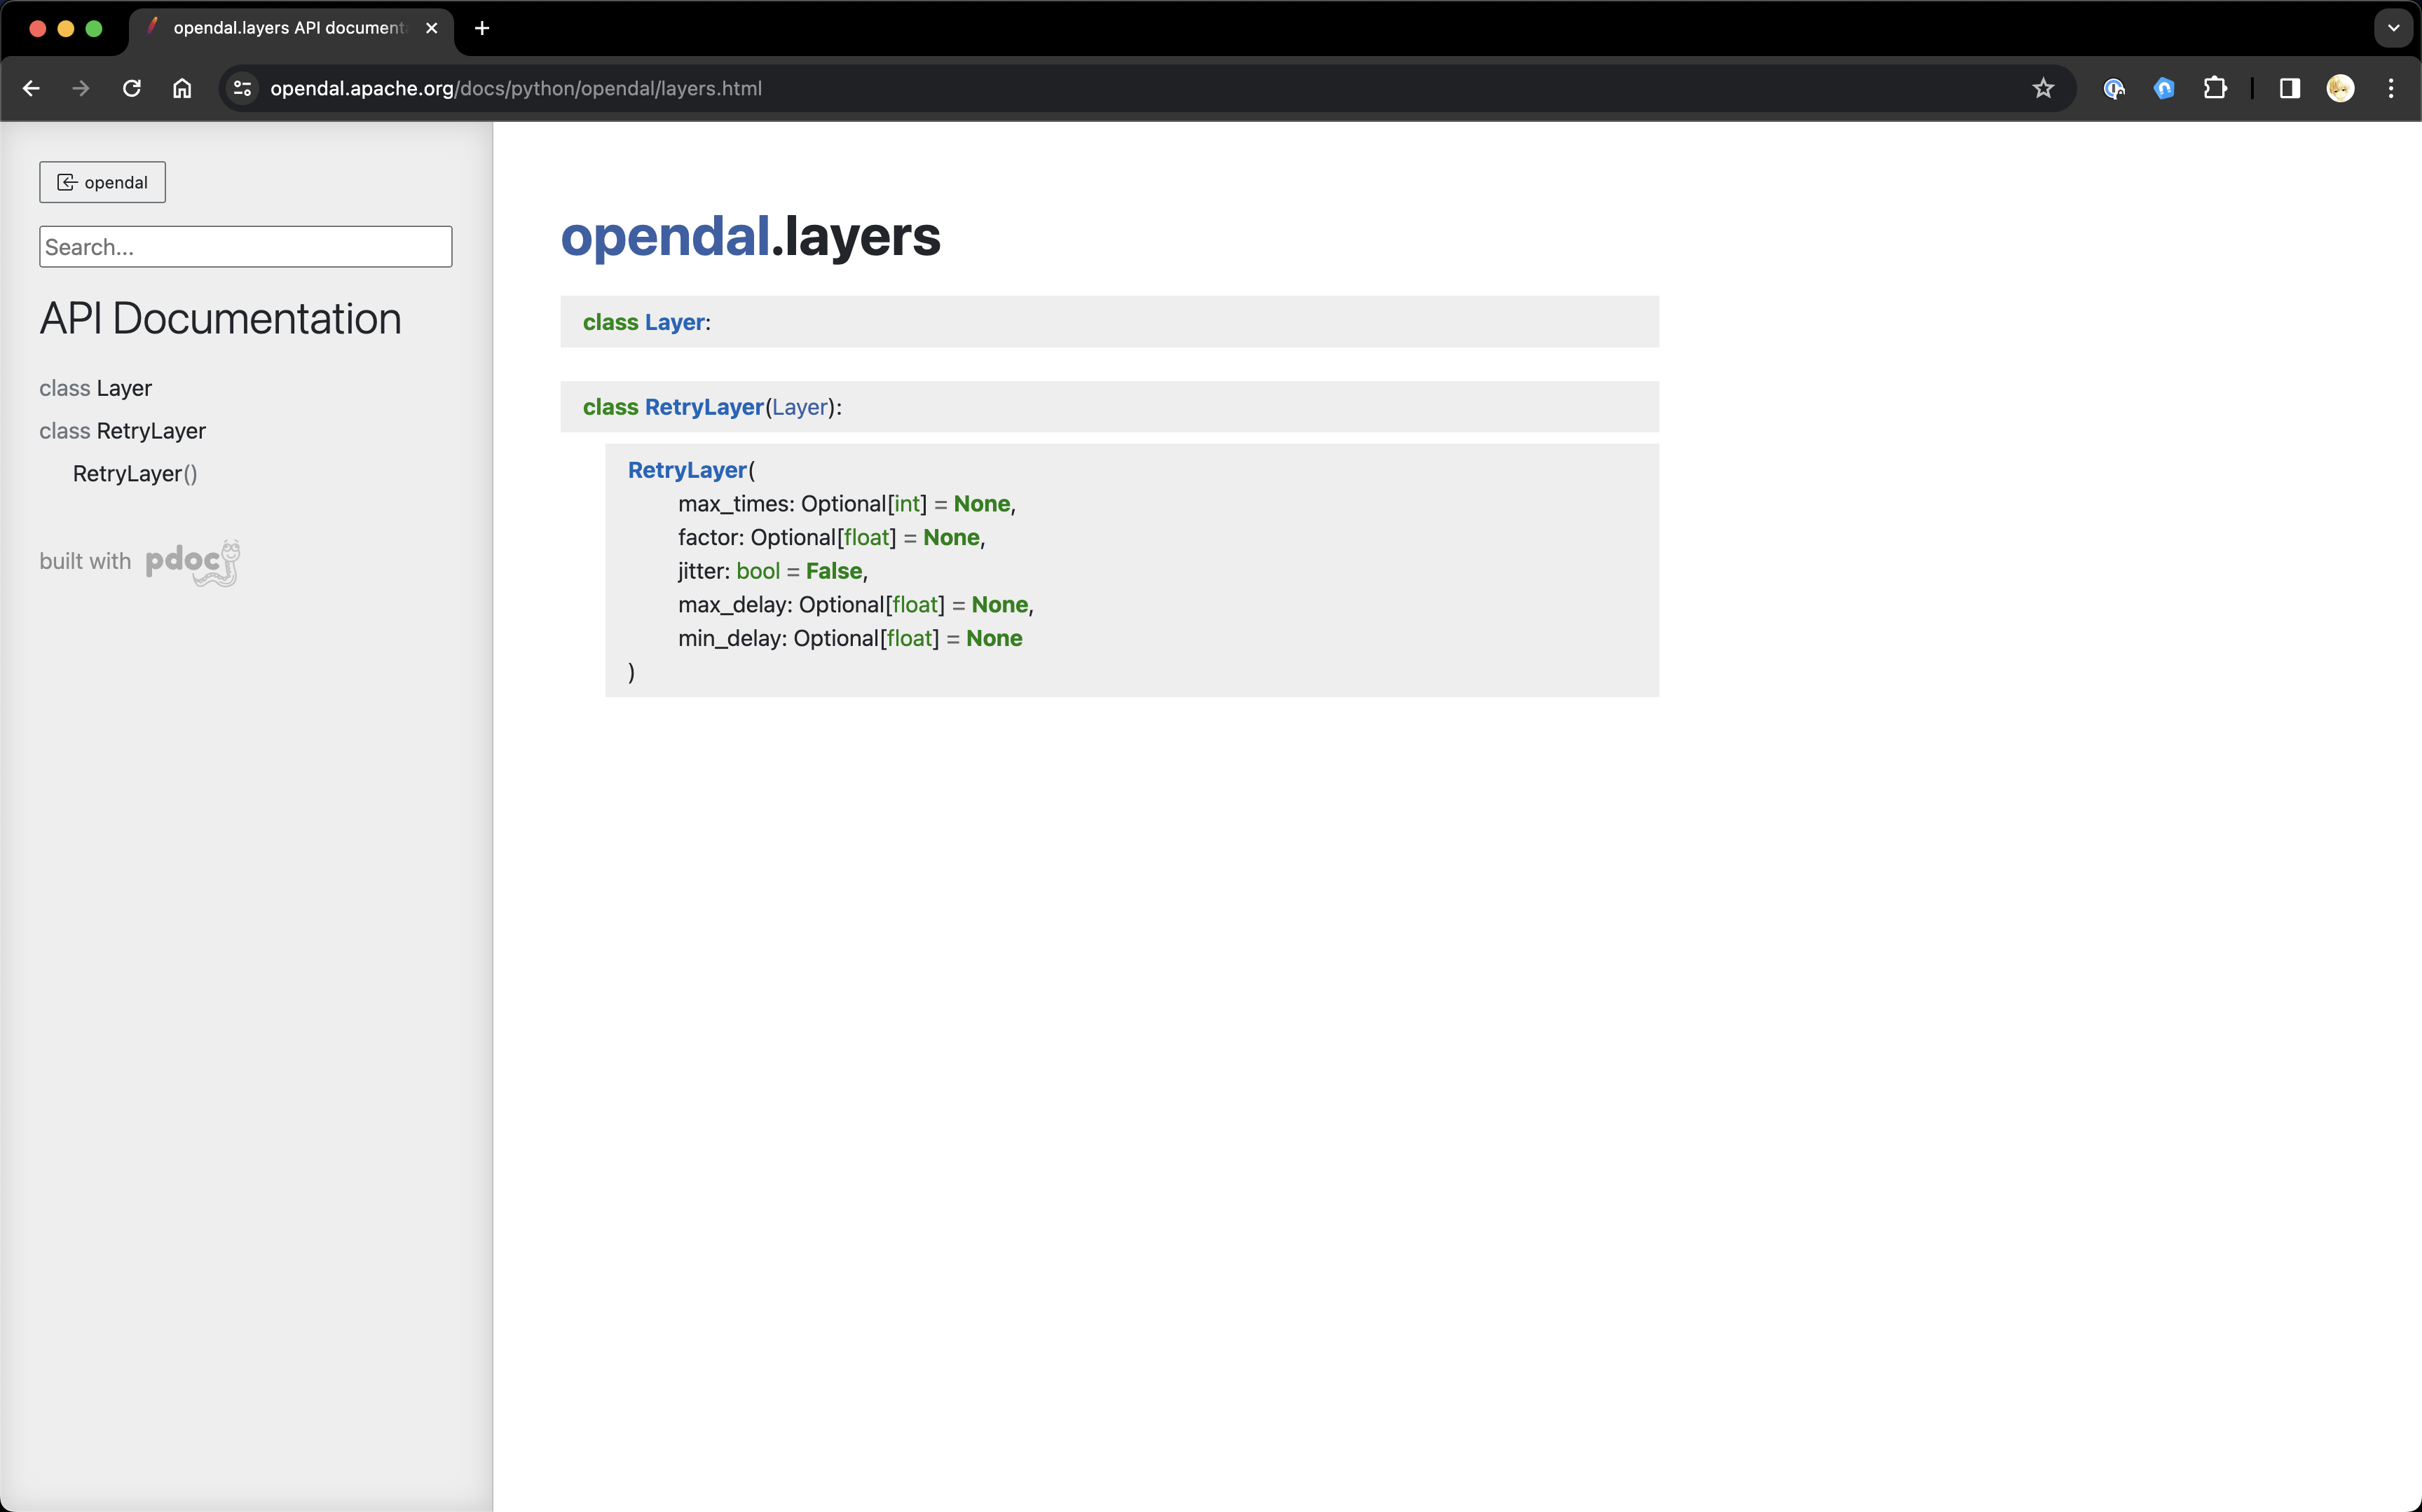 opendal.layers API document
opendal.apache.org/docs/python/opendal/layers.html
opendal
Search...
API Documentation
class Layer
class RetryLayer
RetryLayer()
built with pdoc
opendal.layers
class Layer:
class RetryLayer(Layer):
RetryLayer(
max_times: Optional[int] = None,
factor: Optional[float] = None,
jitter: bool = False,
max_delay: Optional[float] = None,
min_delay: Optional[float] = None
)